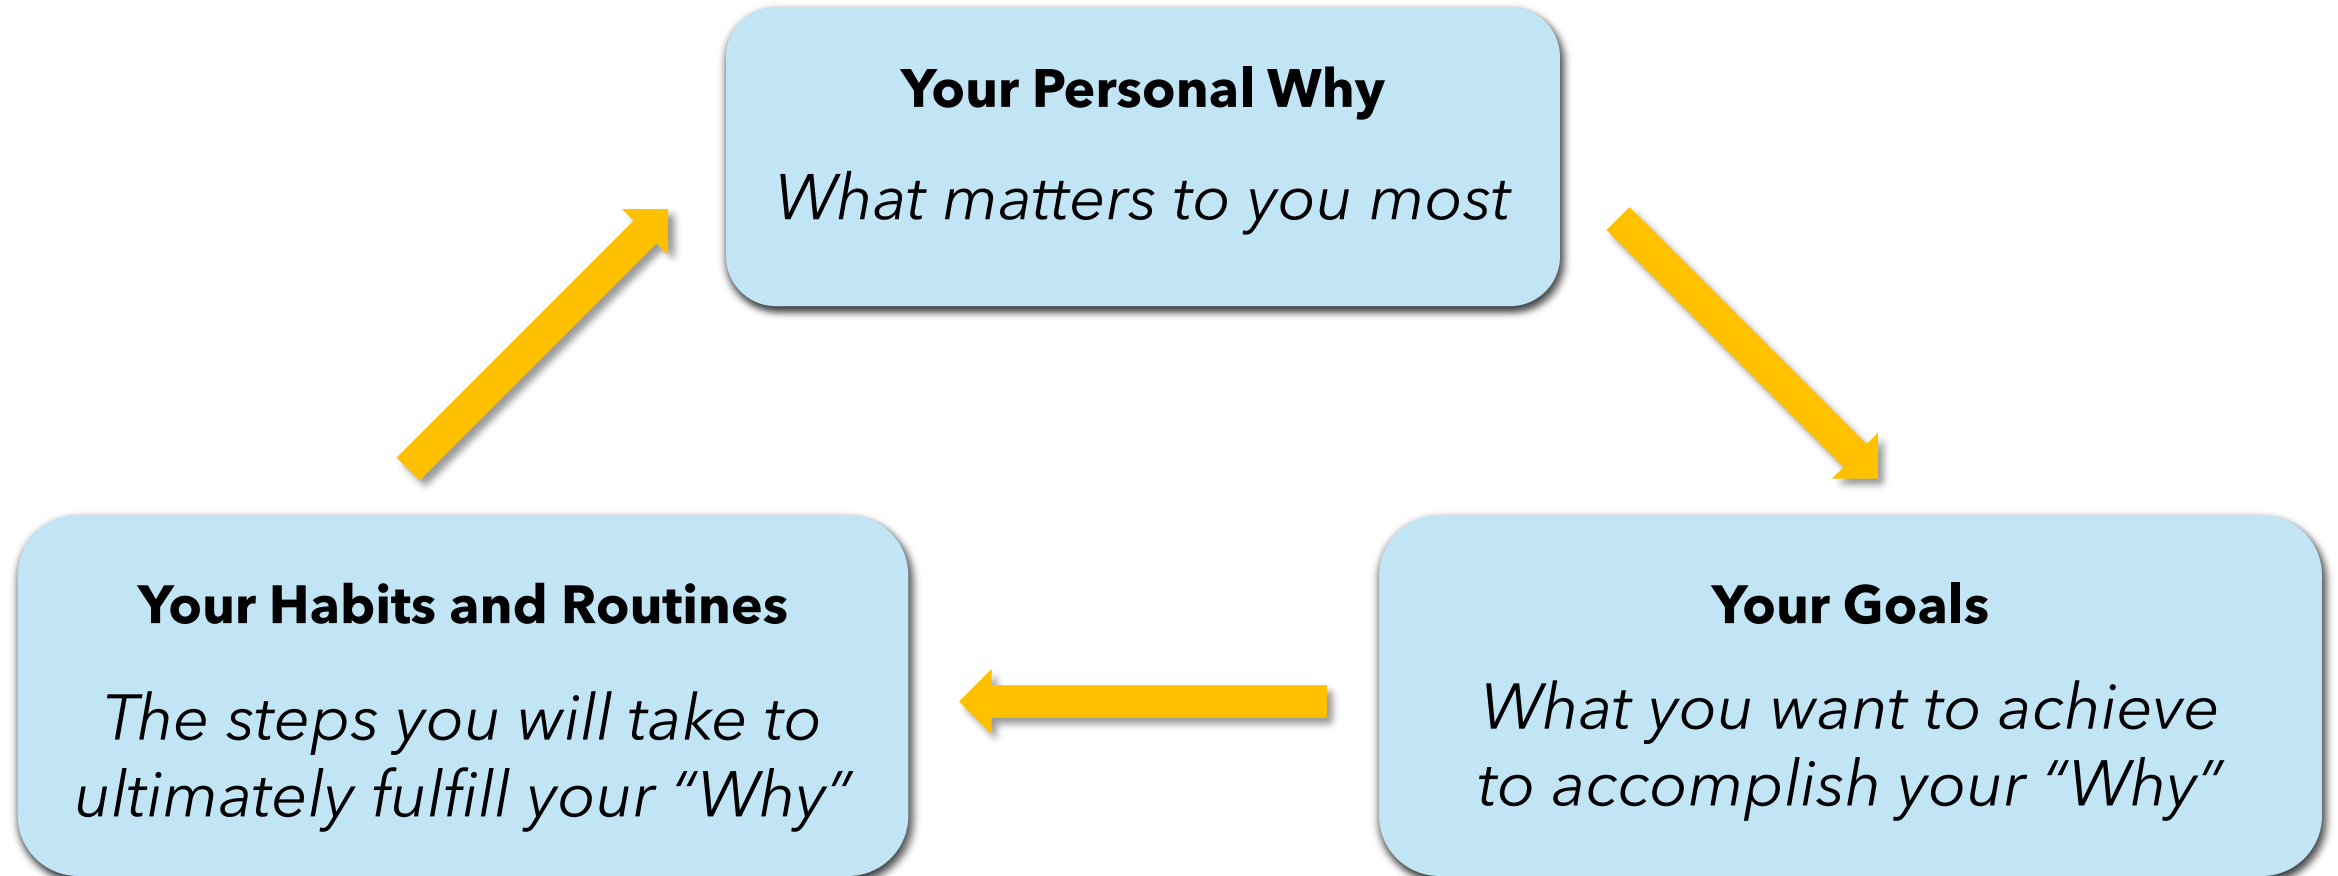 Your Personal Why
What matters to you most
Your Habits and Routines
The steps you will take to
ultimately fulfill your “Why”
Your Goals
What you want to achieve
to accomplish your “Why”